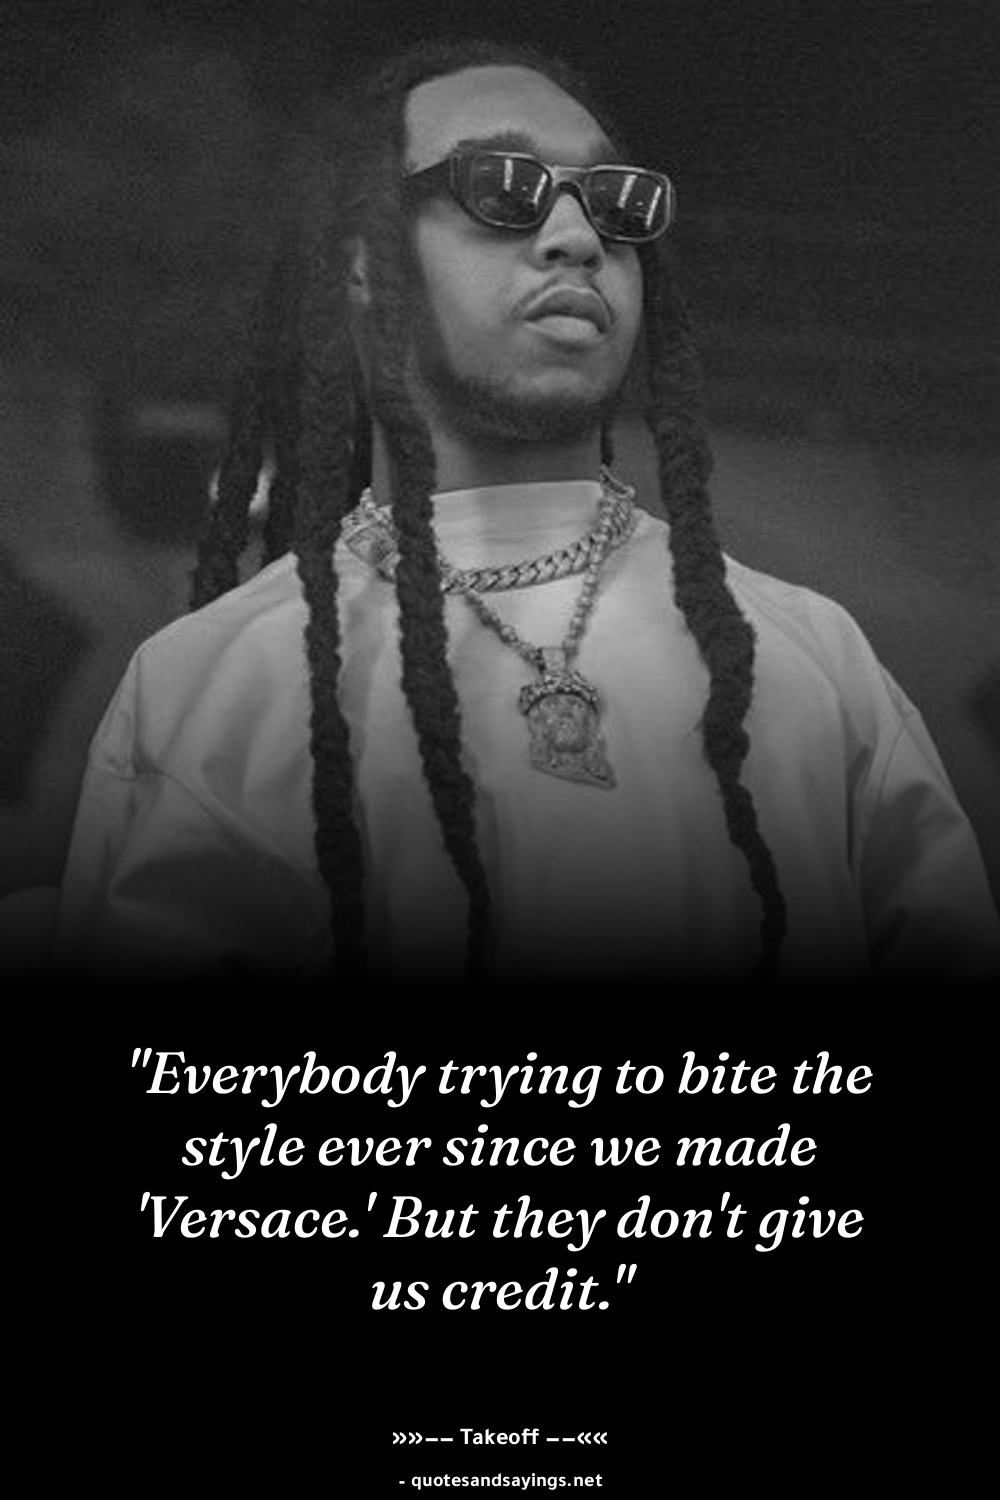 "Everybody trying to bite the
style ever since we made
'Versace.' But they don't give
us credit."
»»–– Takeoff ––««
- quotesandsayings.net